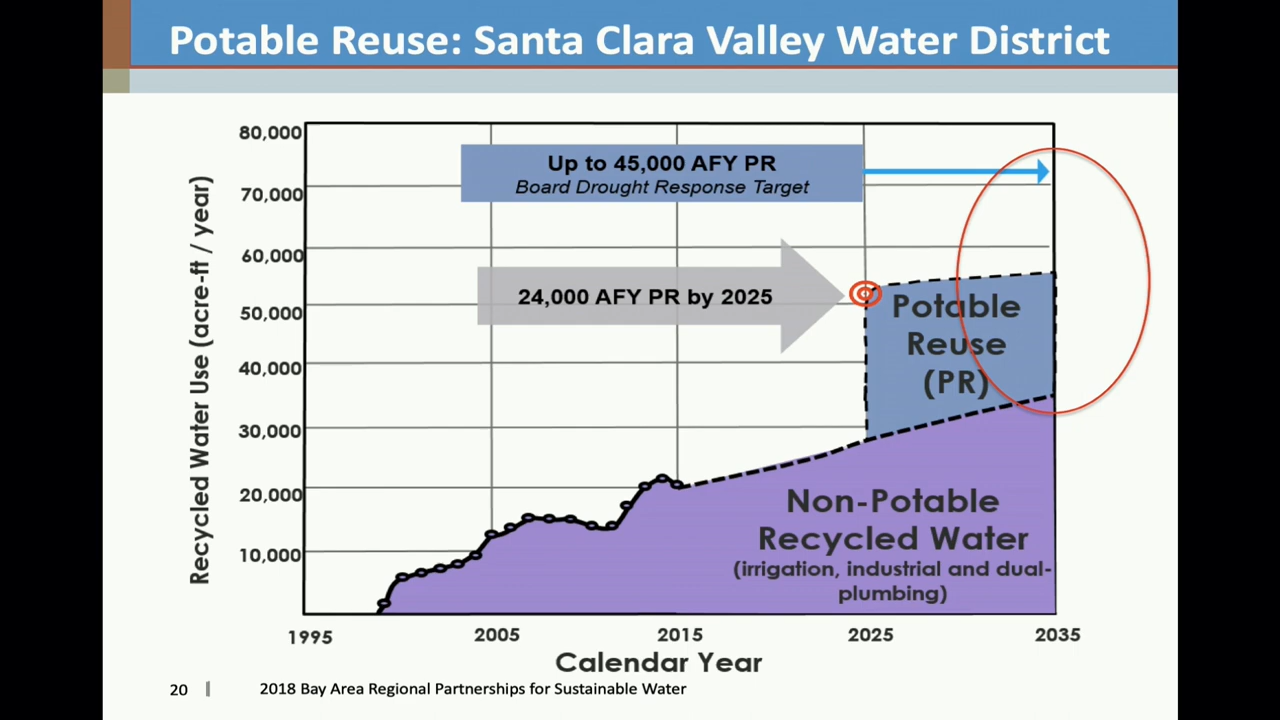 Potable Reuse: Santa Clara Valley Water District
Recycled Water Use (acre-ft / year)
80,000
70,000
60,000
50,000
40,000
30,000
20,000
10,000
Up to 45,000 AFY PR
Board Drought Response Target
24,000 AFY PR by 2025
Potable
Reuse
(PR)
Non-Potable
Recycled Water
(irrigation, industrial and dual-
plumbing)
1995
2005
2015
2025
2035
Calendar Year
20
2018 Bay Area Regional Partnerships for Sustainable Water